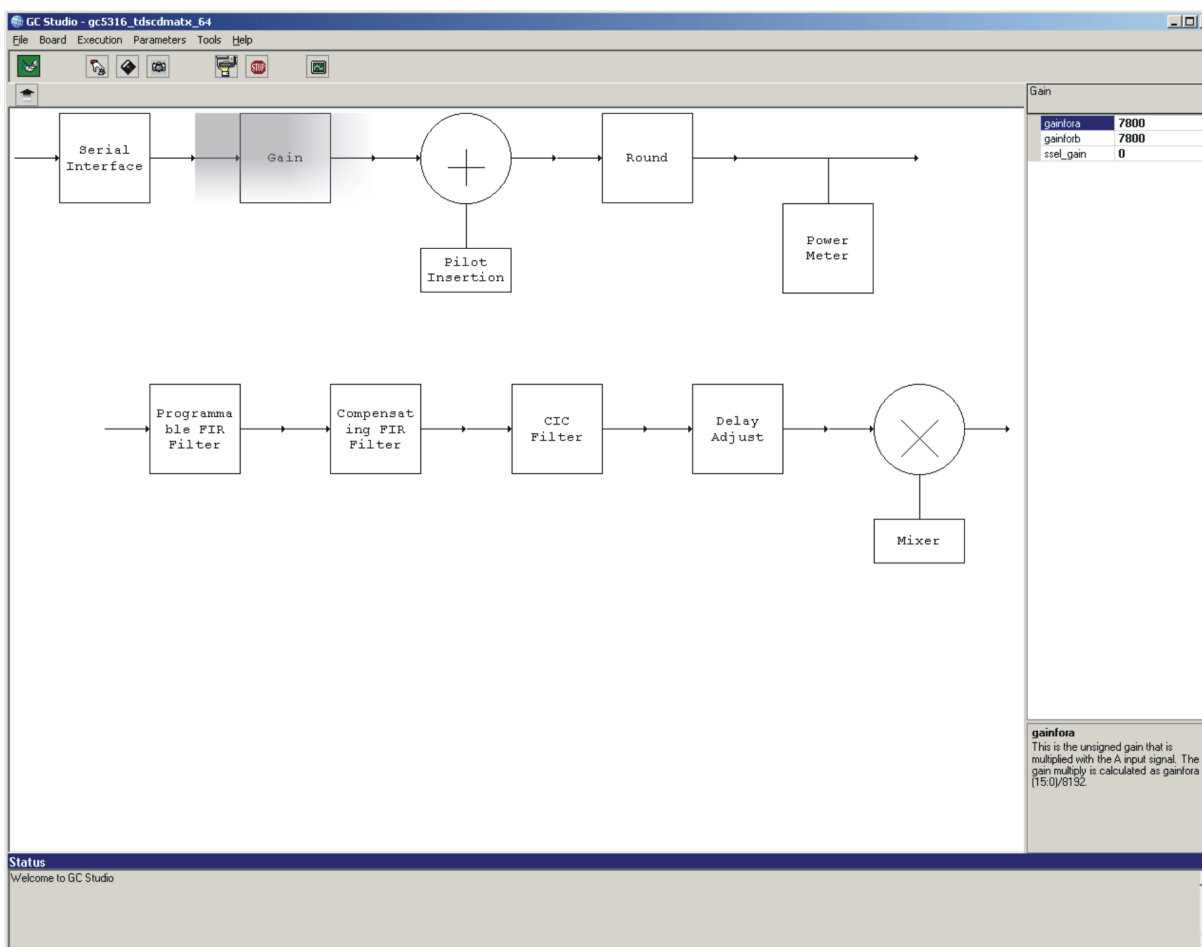 GC Studio - gc5316_tdscdmatx_64
File Board Execution Parameters Tools Help
STOP
Gain
gainfora 7800
gainforb 7800
ssel_gain 0
Serial
Interface
Gain
Pilot
Insertion
Round
Power
Meter
Programma
ble FIR
Filter
Compensat
ing FIR
Filter
CIC
Filter
Delay
Adjust
Mixer
gainfora
This is the unsigned gain that is
multiplied with the A input signal. The
gain multiply is calculated as gainfora
(15:0)/8192.
Status
Welcome to GC Studio